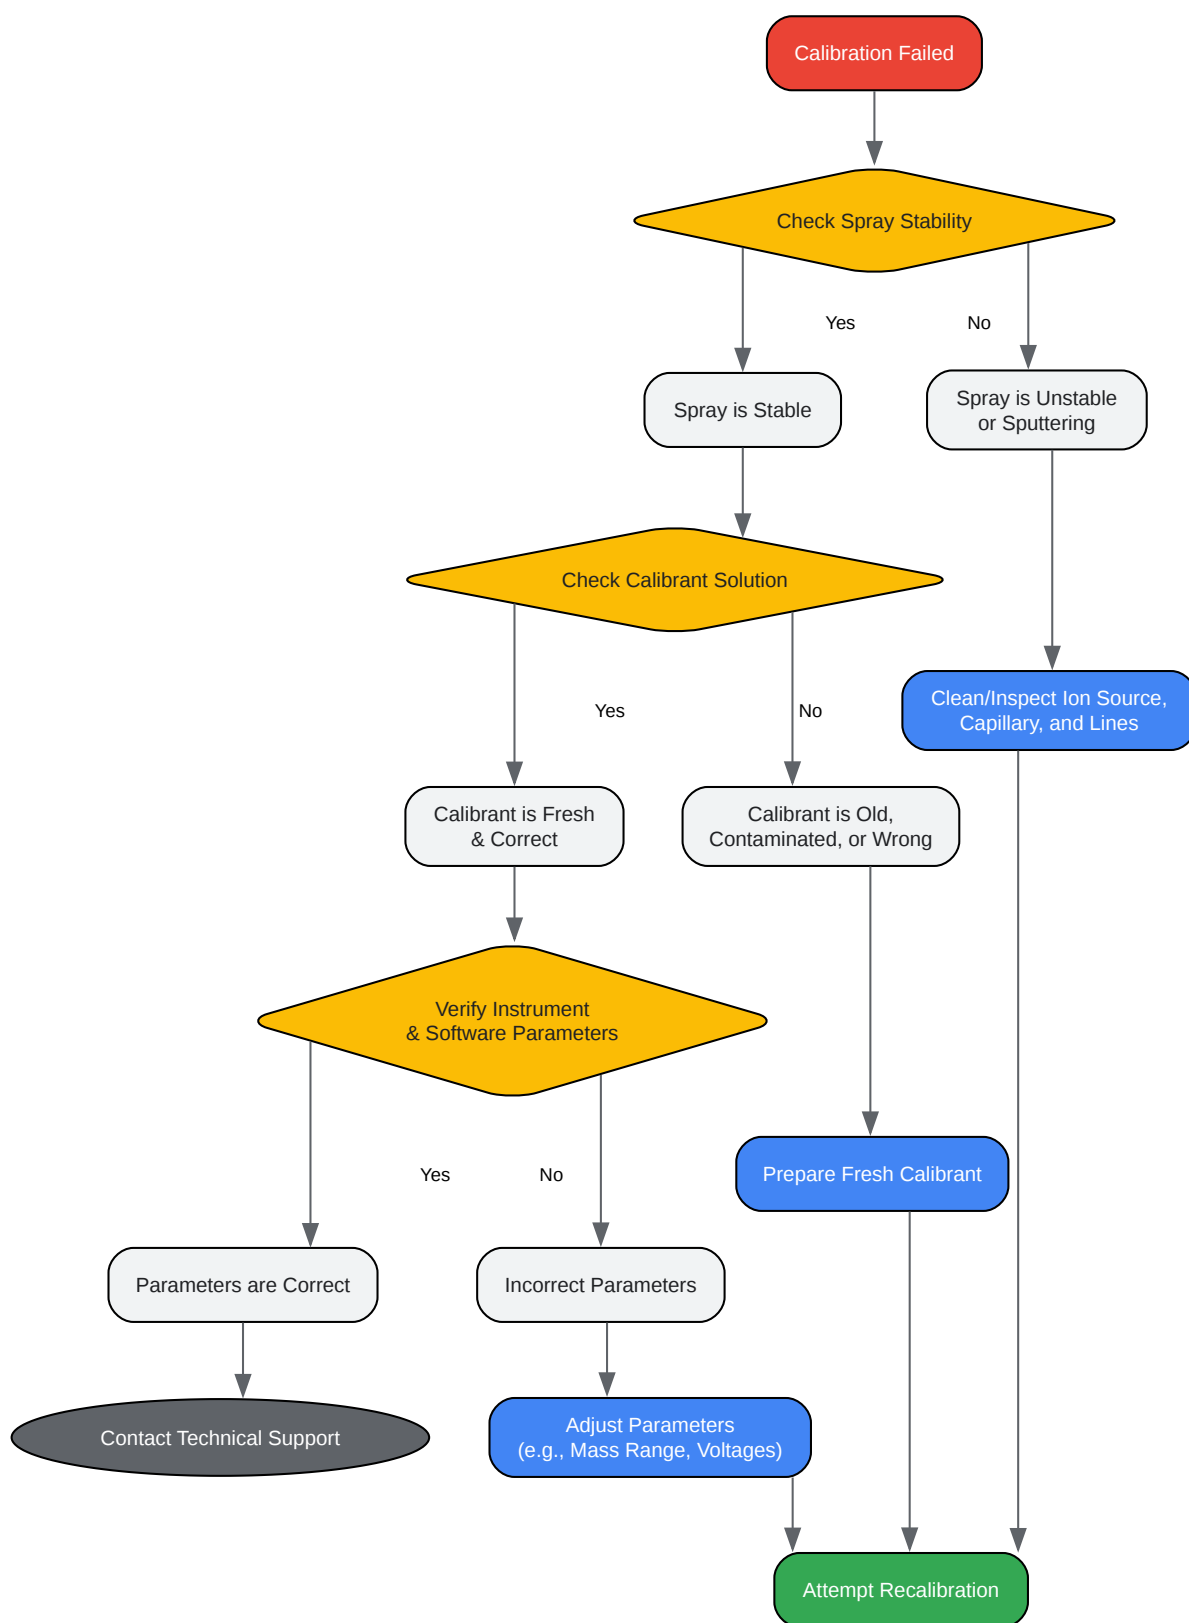 Calibration Failed
Check Spray Stability
Yes
No
Spray is Stable
Spray is Unstable
or Sputtering
Check Calibrant Solution
Clean/Inspect Ion Source,
Capillary, and Lines
Yes
No
Calibrant is Fresh
& Correct
Calibrant is Old,
Contaminated, or Wrong
Verify Instrument
& Software Parameters
Yes
No
Prepare Fresh Calibrant
Parameters are Correct
Incorrect Parameters
Contact Technical Support
Adjust Parameters
(e.g., Mass Range, Voltages)
Attempt Recalibration